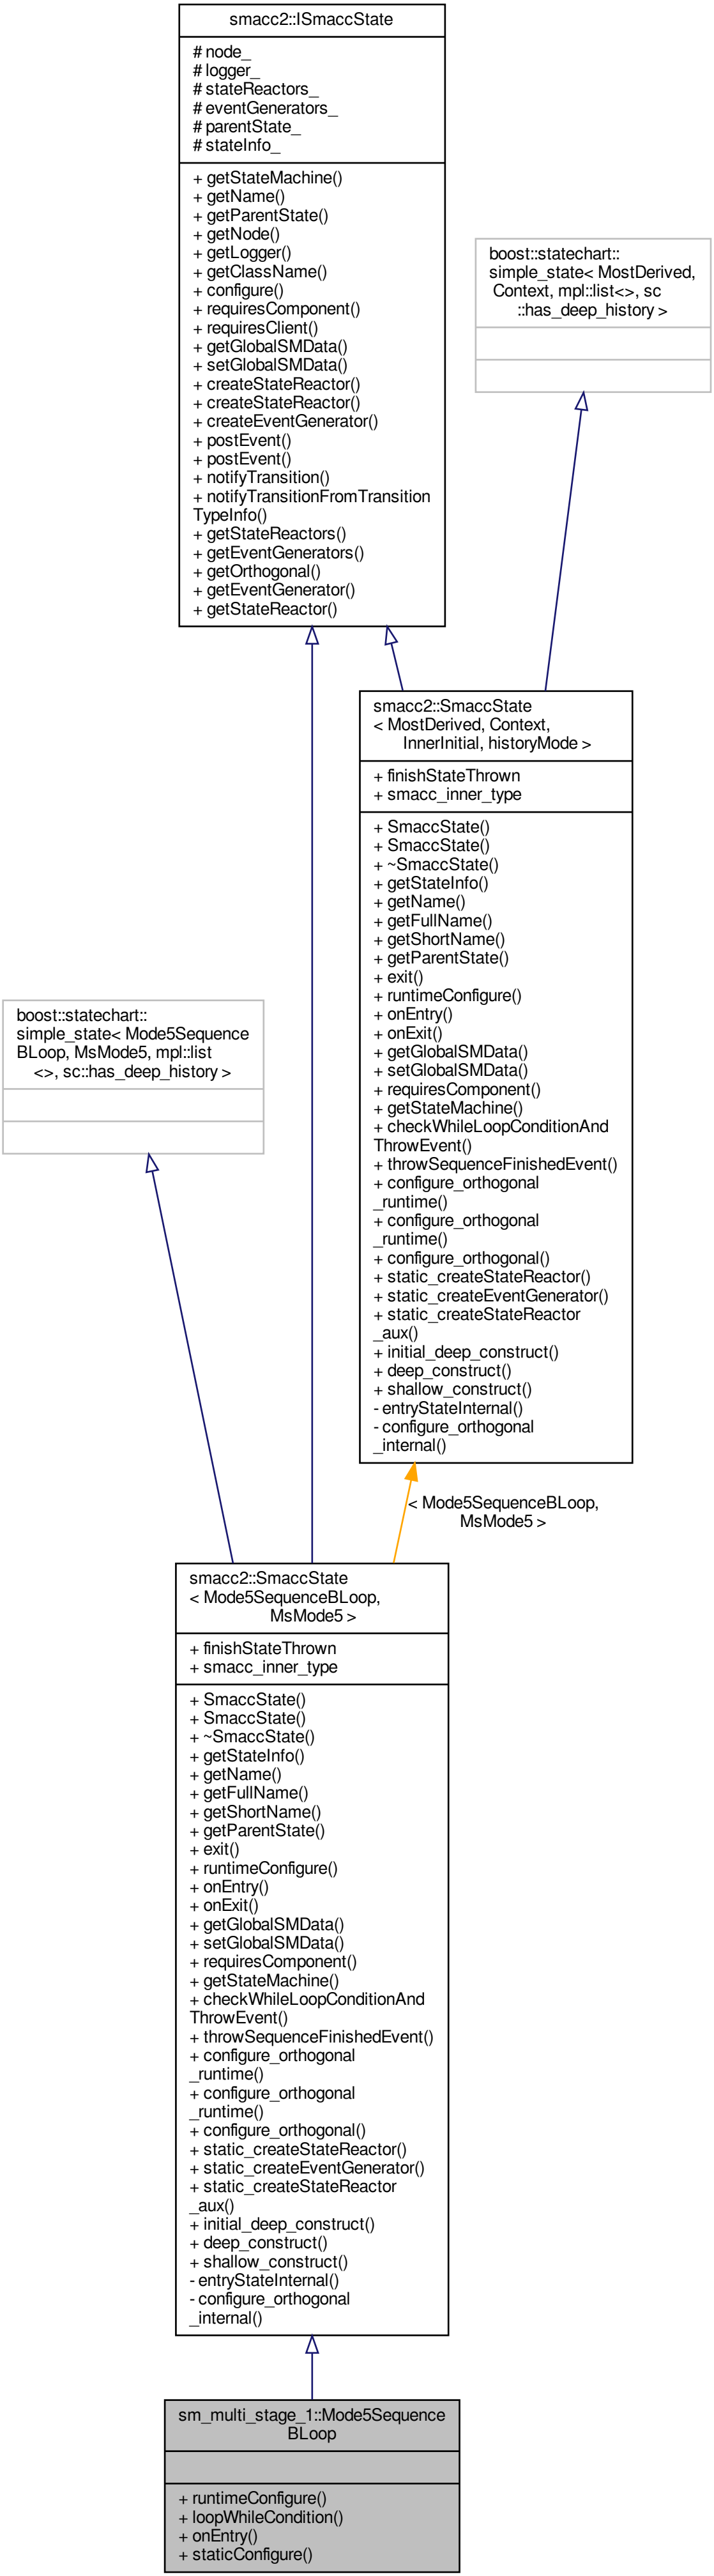 smacc2::ISmaccState
# node_
# logger_
# stateReactors_
# eventGenerators_
# parentState_
# stateInfo_
+ getStateMachine()
+ getName()
+ getParentState()
+ getNode()
+ getLogger()
+ getClassName()
+ configure()
+ requiresComponent()
+ requiresClient()
+ getGlobalSMData()
+ setGlobalSMData()
+ createStateReactor()
+ createStateReactor()
+ createEventGenerator()
+ postEvent()
+ postEvent()
+ notifyTransition()
+ notifyTransitionFromTransition
TypeInfo()
+ getStateReactors()
+ getEventGenerators()
+ getOrthogonal()
+ getEventGenerator()
+ getStateReactor()
boost::statechart::
simple_state< MostDerived,
Context, mpl::list<>, sc
::has_deep_history >
smacc2::SmaccState
< MostDerived, Context,
InnerInitial, historyMode >
+ finishStateThrown
+ smacc_inner_type
+ SmaccState()
+ SmaccState()
+ ~SmaccState()
+ getStateInfo()
+ getName()
+ getFullName()
+ getShortName()
+ getParentState()
+ exit()
+ runtimeConfigure()
+ onEntry()
+ onExit()
+ getGlobalSMData()
+ setGlobalSMData()
+ requiresComponent()
+ getStateMachine()
+ checkWhileLoopConditionAnd
ThrowEvent()
+ throwSequenceFinishedEvent()
+ configure_orthogonal
_runtime()
+ configure_orthogonal
_runtime()
+ configure_orthogonal()
+ static_createStateReactor()
+ static_createEventGenerator()
+ static_createStateReactor
_aux()
+ initial_deep_construct()
+ deep_construct()
+ shallow_construct()
- entryStateInternal()
- configure_orthogonal
_internal()
boost::statechart::
simple_state< Mode5Sequence
BLoop, MsMode5, mpl::list
<>, sc::has_deep_history >
< Mode5SequenceBLoop,
MsMode5 >
smacc2::SmaccState
< Mode5SequenceBLoop,
MsMode5 >
+ finishStateThrown
+ smacc_inner_type
+ SmaccState()
+ SmaccState()
+ ~SmaccState()
+ getStateInfo()
+ getName()
+ getFullName()
+ getShortName()
+ getParentState()
+ exit()
+ runtimeConfigure()
+ onEntry()
+ onExit()
+ getGlobalSMData()
+ setGlobalSMData()
+ requiresComponent()
+ getStateMachine()
+ checkWhileLoopConditionAnd
ThrowEvent()
+ throwSequenceFinishedEvent()
+ configure_orthogonal
_runtime()
+ configure_orthogonal
_runtime()
+ configure_orthogonal()
+ static_createStateReactor()
+ static_createEventGenerator()
+ static_createStateReactor
_aux()
+ initial_deep_construct()
+ deep_construct()
+ shallow_construct()
- entryStateInternal()
- configure_orthogonal
_internal()
sm_multi_stage_1::Mode5Sequence
BLoop
+ runtimeConfigure()
+ loopWhileCondition()
+ onEntry()
+ staticConfigure()